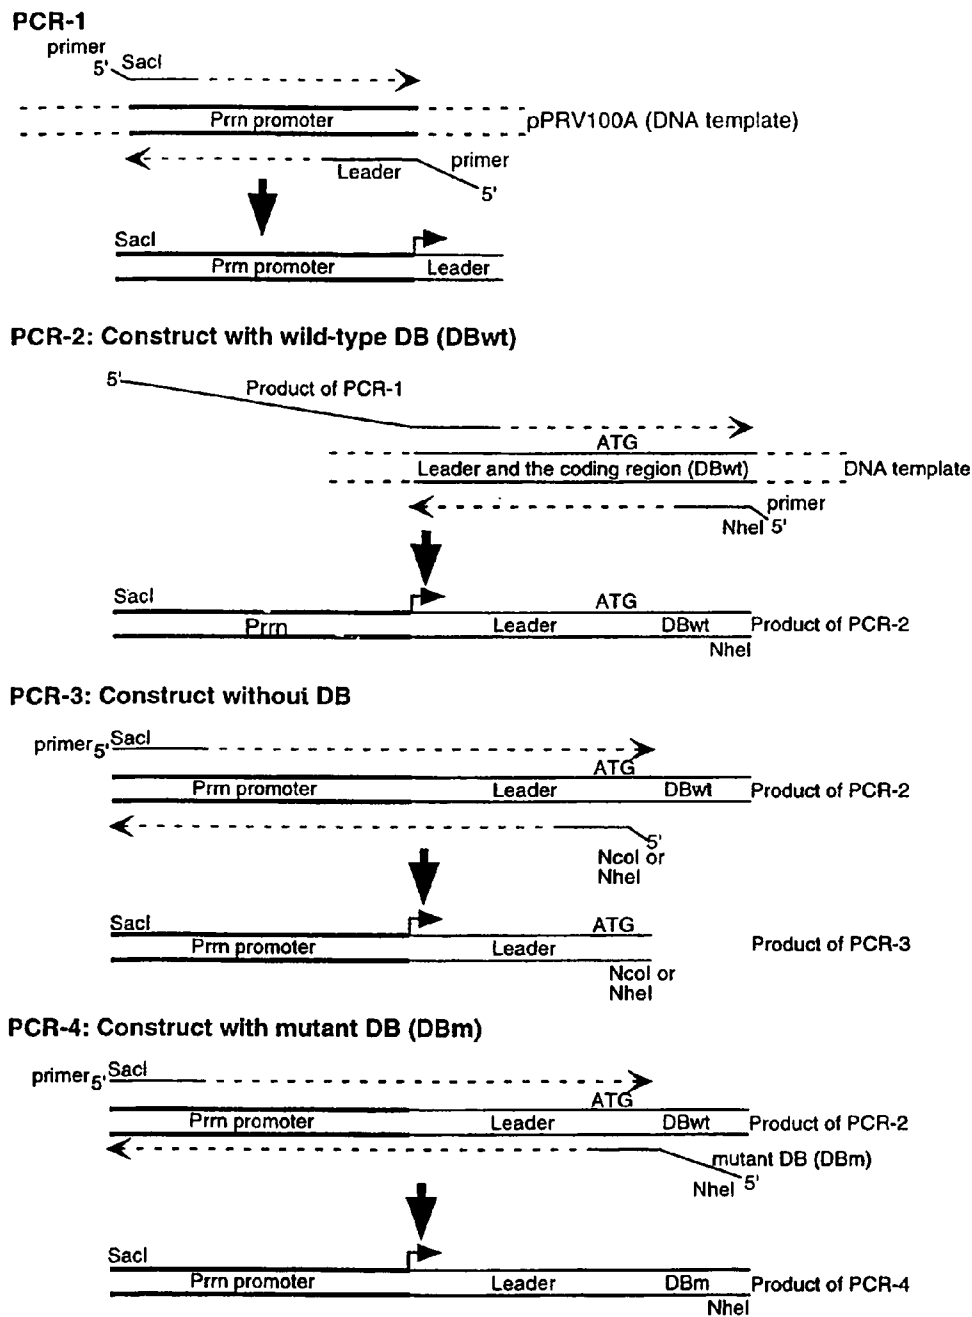 PCR-1
primer
5' SacI
Prrn promoter
pPRV100A (DNA template)
Leader
primer
5'
SacI
Prrn promoter
Leader
PCR-2: Construct with wild-type DB (DBwt)
5'
Product of PCR-1
ATG
Leader and the coding region (DBwt)
DNA template
primer
NheI 5'
SacI
ATG
Prrn
Leader
DBwt
Product of PCR-2
NheI
PCR-3: Construct withoui DB
primer 5' SacI
ATG
Prrn promoter
Leader
DBwt
Product of PCR-2
5'
NcoI or
NheI
SacI
ATG
Prrn promoter
Leader
Product of PCR-3
NcoI or
NheI
PCR-4: Construct with mutant DB (DBm)
primer 5' SacI
ATG
Prrn promoter
Leader
DBwt
Product of PCR-2
mutant DB (DBm)
NheI 5'
SacI
Prrn promoter
Leader
DBm
Product of PCR-4
NheI